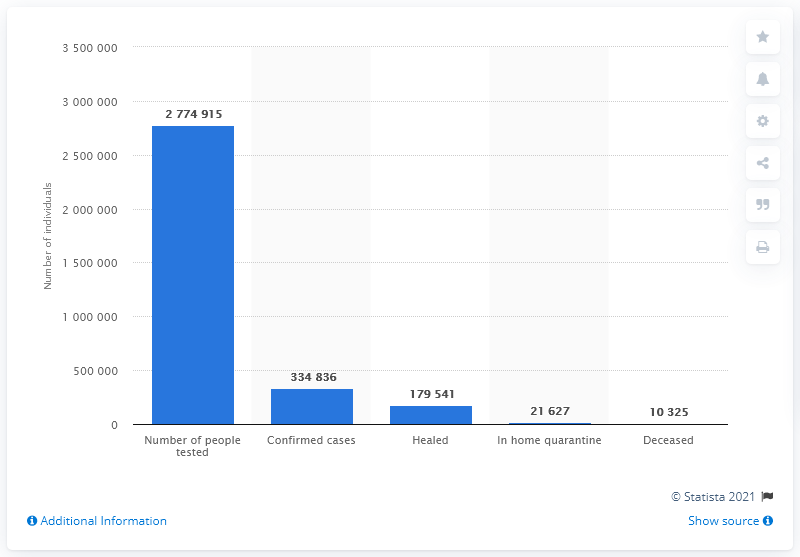 3 500 000
3 000 000
2 500 000
2 000 000
1 500 000
1 000 000
500 000
0
Number of individuals
2 774 915
334 836
179 541
21 627
10 325
Number of people
tested
Confirmed cases
Healed
In home quarantine
Deceased
© Statista 2021
Additional Information
Show source